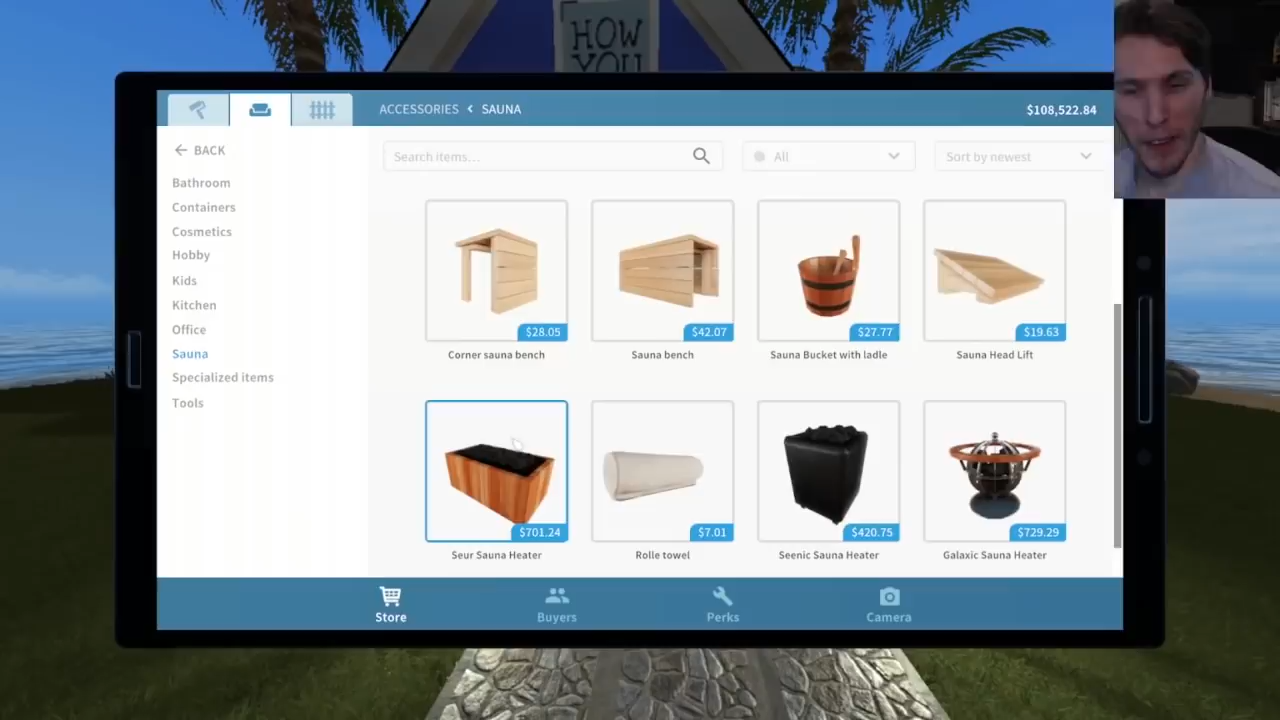 HOW
YOU
ACCESSORIES < SAUNA
$108,522.84
BACK
Search items...
All
Sort by newest
Bathroom
Containers
Cosmetics
Hobby
Kids
Kitchen
Office
Sauna
Specialized items
Tools
$28.05
$42.07
$27.77
$19.63
Corner sauna bench
Sauna bench
Sauna Bucket with ladle
Sauna Head Lift
$701.24
$7.01
$420.75
$729.29
Seur Sauna Heater
Rolle towel
Seenic Sauna Heater
Galaxic Sauna Heater
Store
Buyers
Perks
Camera